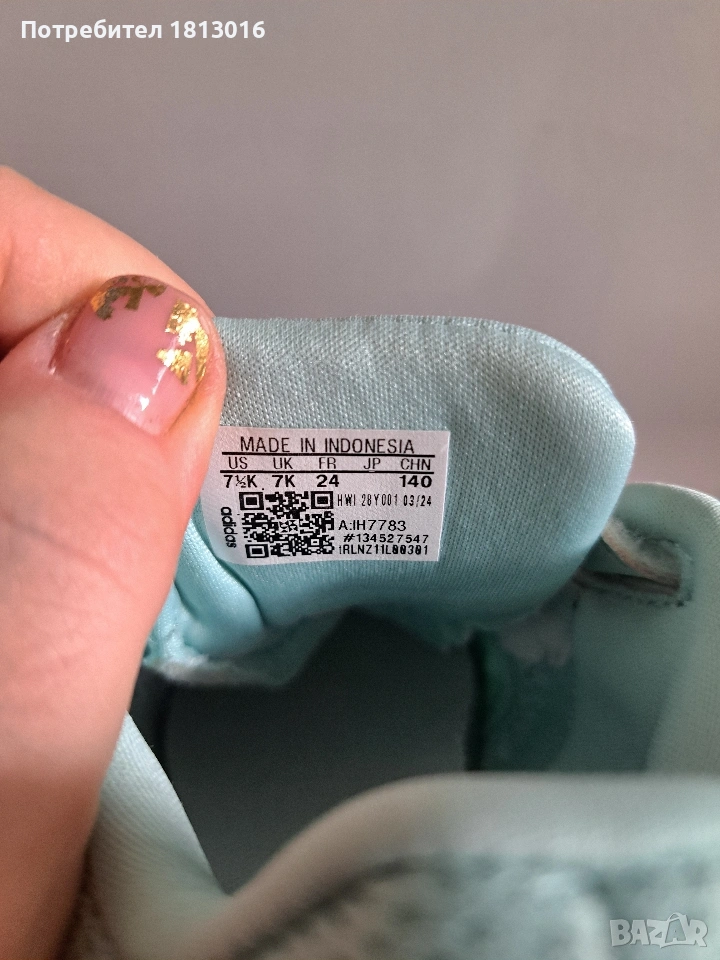 Потребител 1813016
MADE IN INDONESIA
US UK FR JP CHN
7½K 7K 24 140
HWI 28Y001 03/24
adidas
A:IH7783
#134527547
tRLNZ11L00301
BAZAR